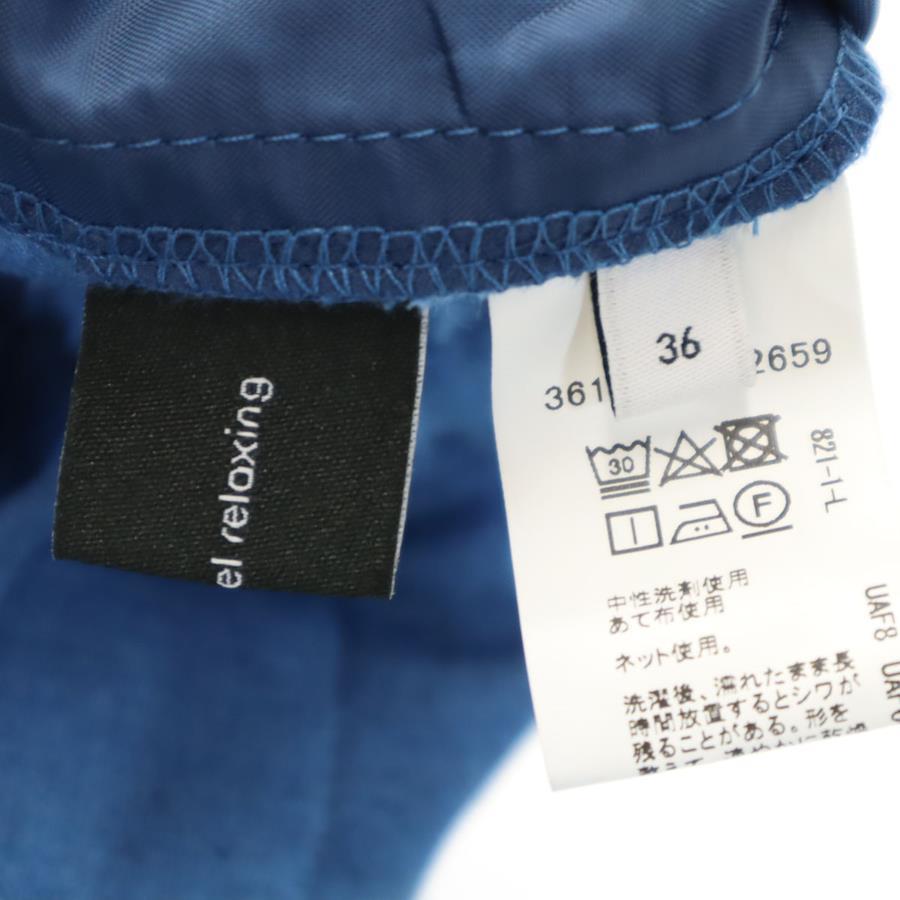 el relaxing
36
361
2659
30
F
821-1-L
中性洗剤使用
あて布使用
ネット使用。
洗濯後、濡れたまま長
時間放置するとシワが
残ることがある。形を
UAF8